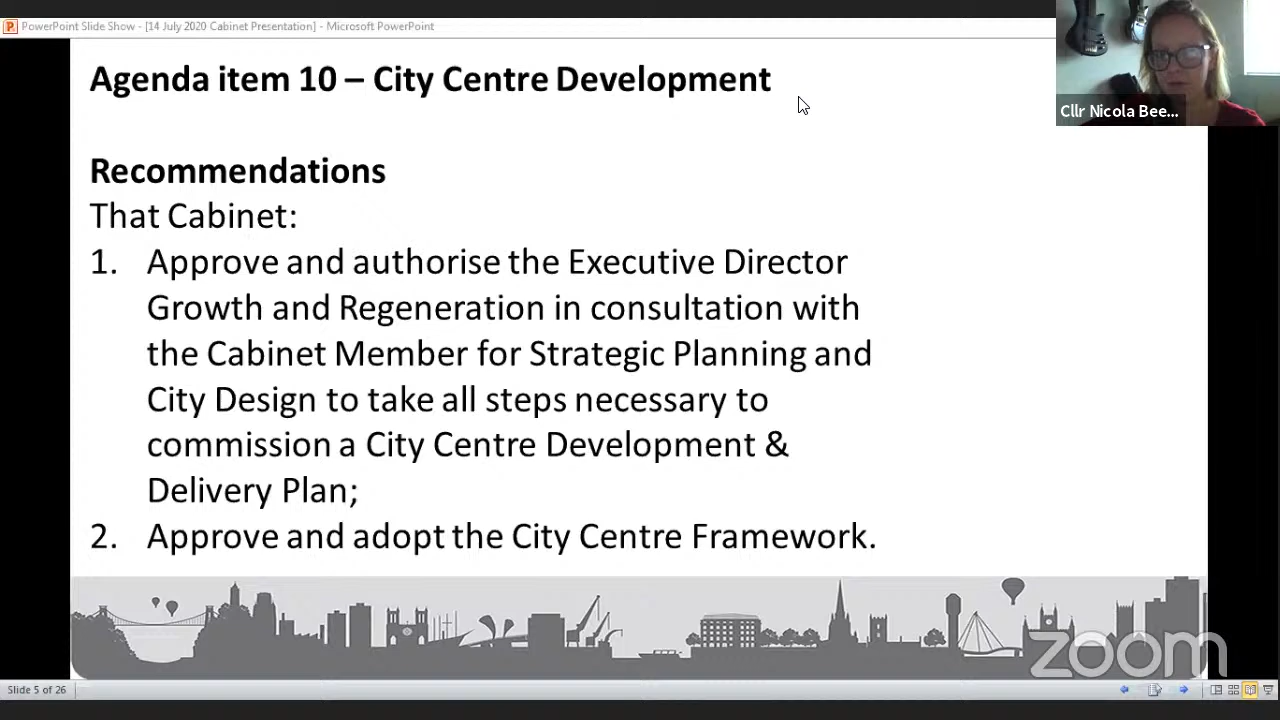 PowerPoint Slide Show - [14 July 2020 Cabinet Presentation] - Microsoft PowerPoint
Cllr Nicola Bee...
Agenda item 10 – City Centre Development
Recommendations
That Cabinet:
1. Approve and authorise the Executive Director
Growth and Regeneration in consultation with
the Cabinet Member for Strategic Planning and
City Design to take all steps necessary to
commission a City Centre Development &
Delivery Plan;
2. Approve and adopt the City Centre Framework.
zoom
Slide 5 of 26